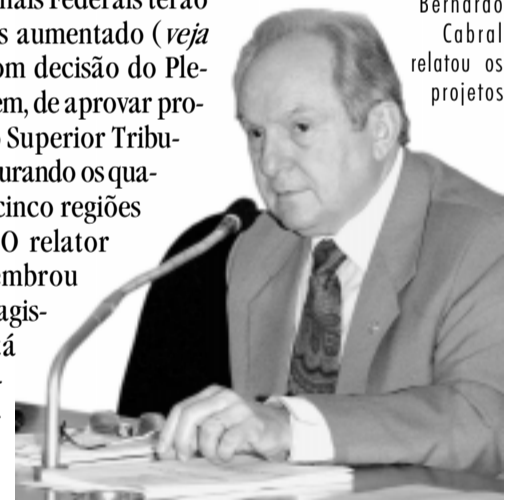 nais Federais terão
s aumentado (veja
om decisão do Ple-
em, de aprovar pro-
Superior Tribu-
urando os qua-
cinco regiões
O relator
embrou
agis-
Bernardo
Cabral
relatou os
projetos